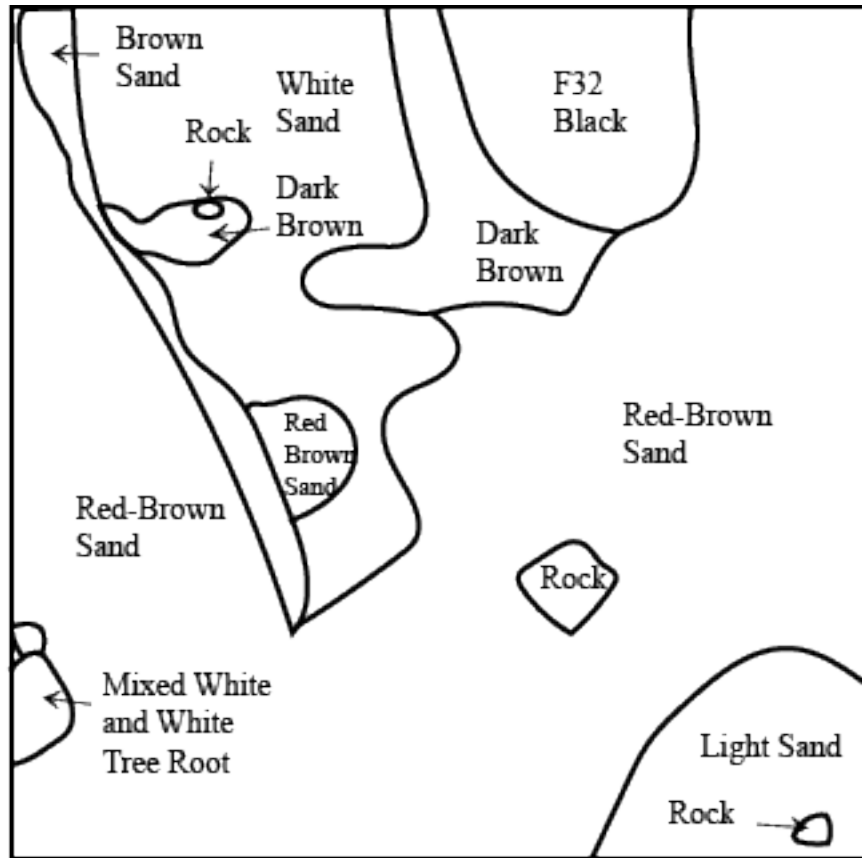 Brown
Sand
White
Sand
F32
Black
Rock
Dark
Brown
Dark
Brown
Red
Brown
Sand
Red-Brown
Sand
Red-Brown
Sand
Rock
Mixed White
and White
Tree Root
Light Sand
Rock